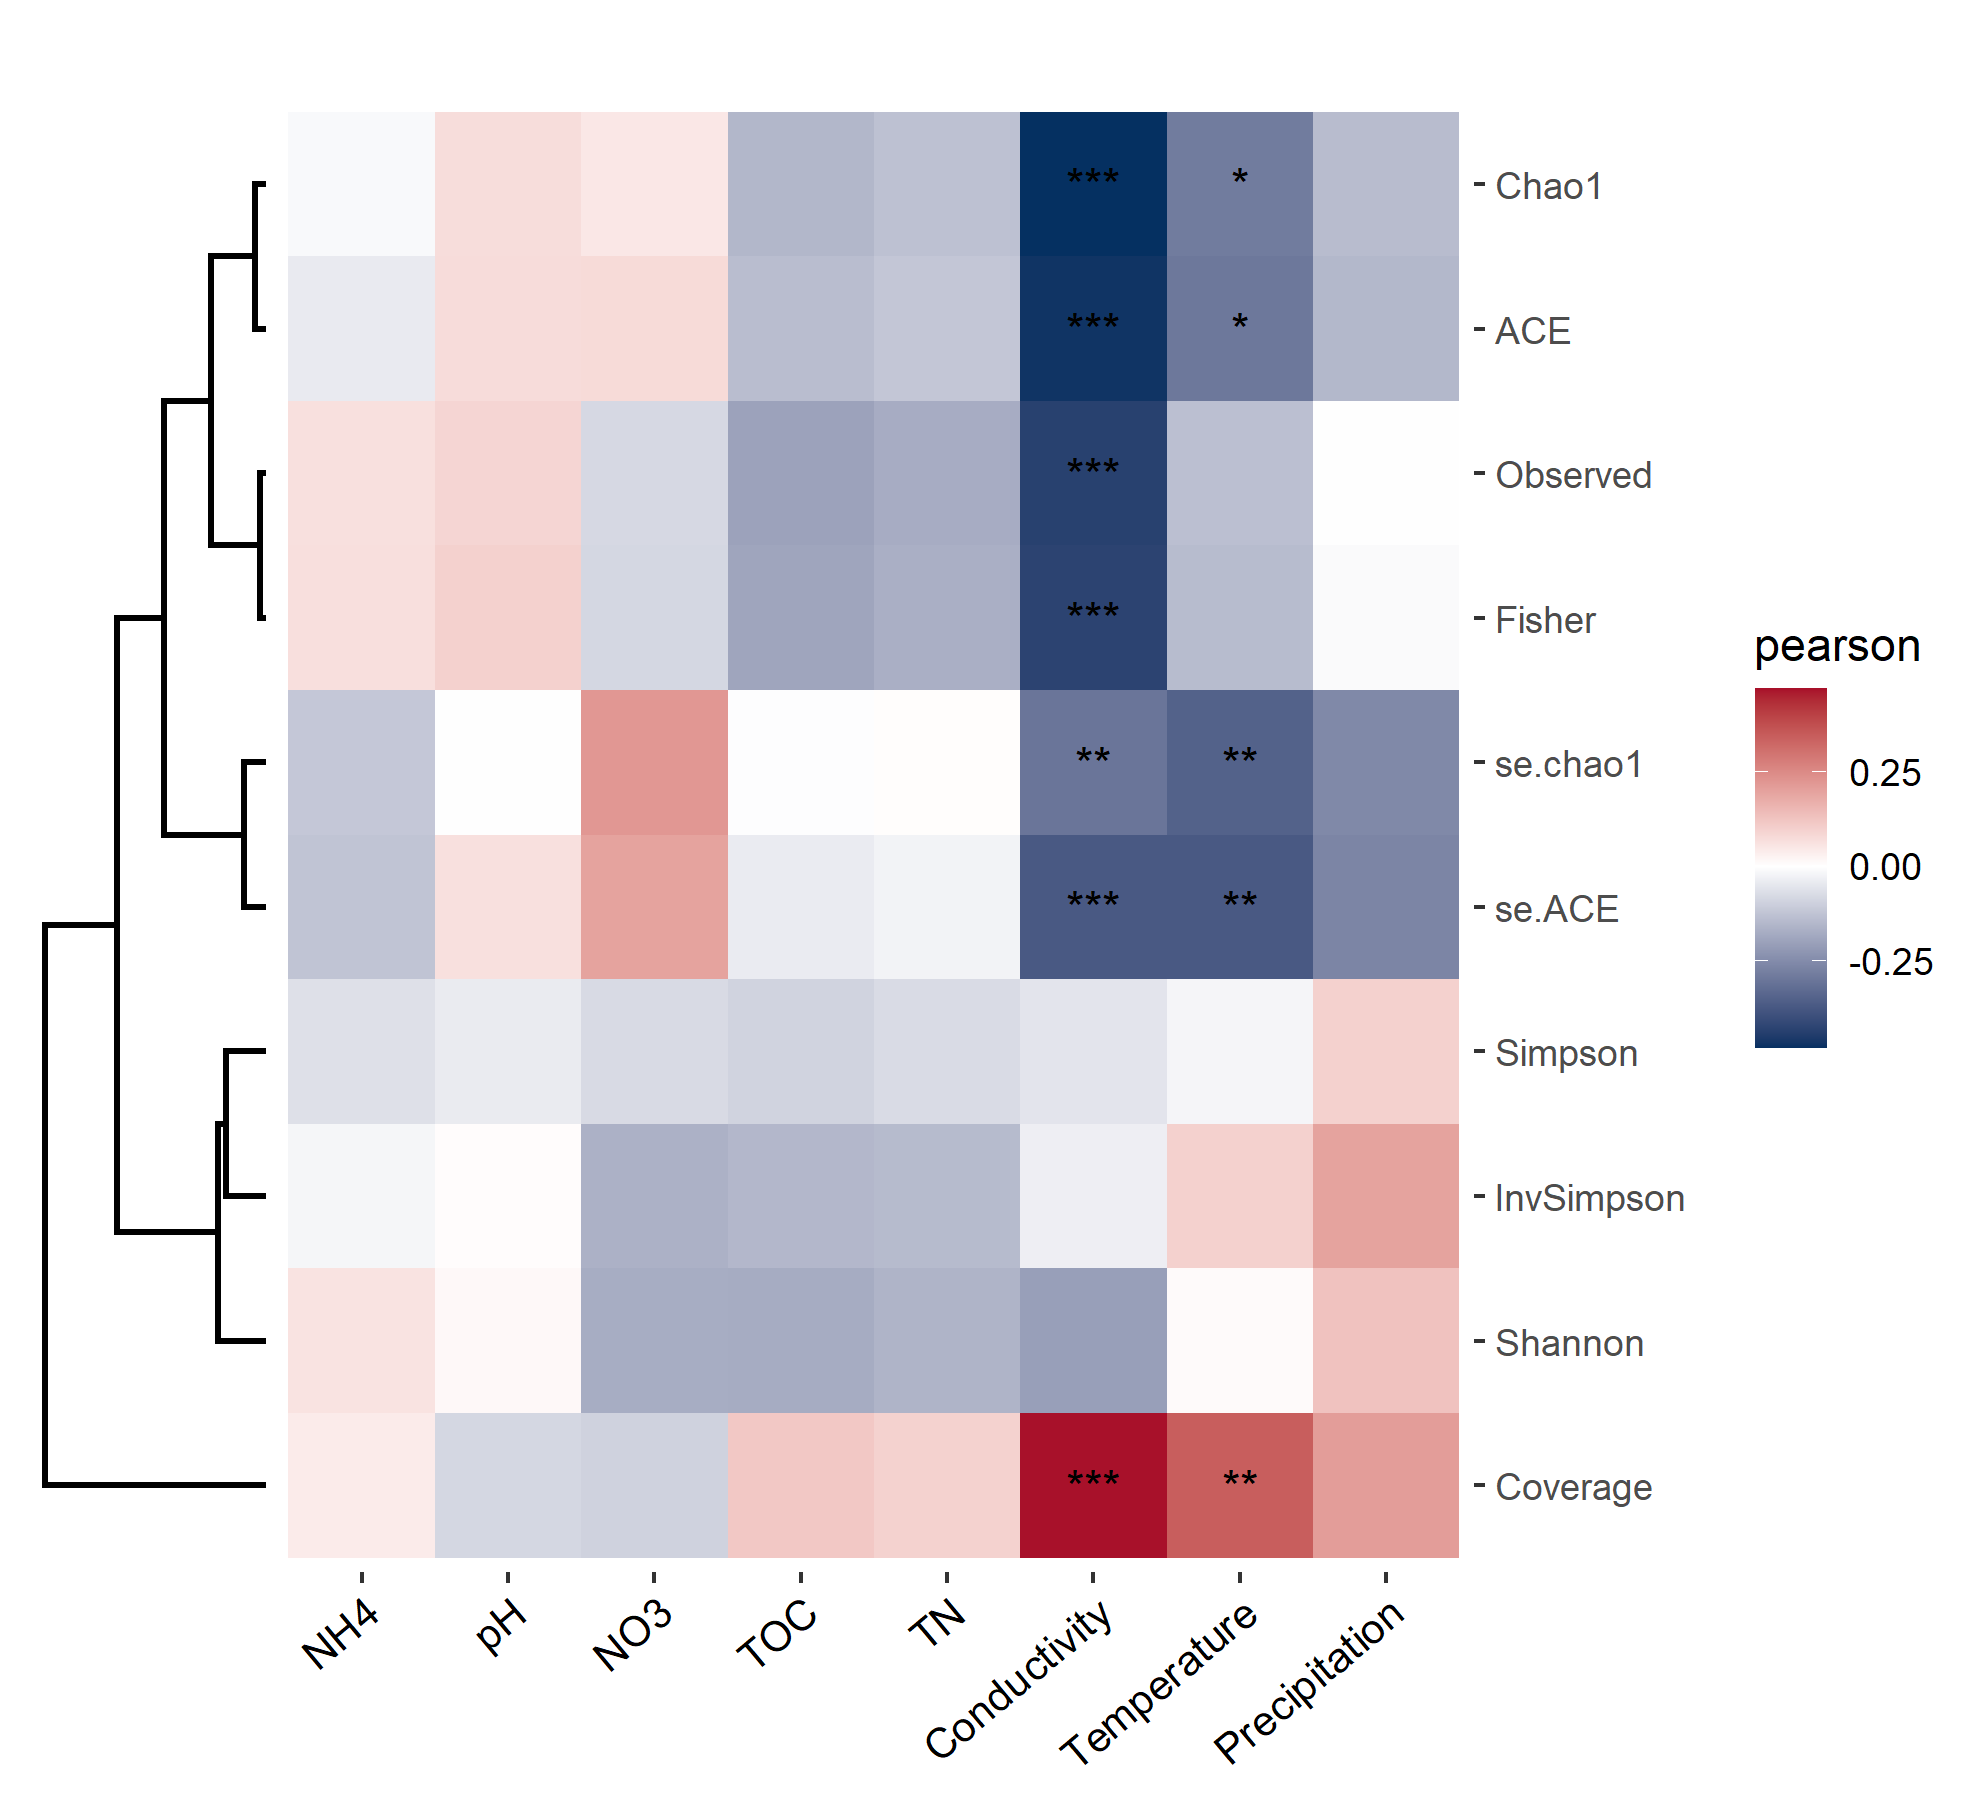 *** *
Chao1
*** *
ACE
***
Observed
***
Fisher
pearson
** **
se.chao1
0.25
0.00
*** **
se.ACE
-0.25
Simpson
InvSimpson
Shannon
*** **
Coverage
NH4
pH
NO3
TOC
TN
Conductivity
Temperature
Precipitation